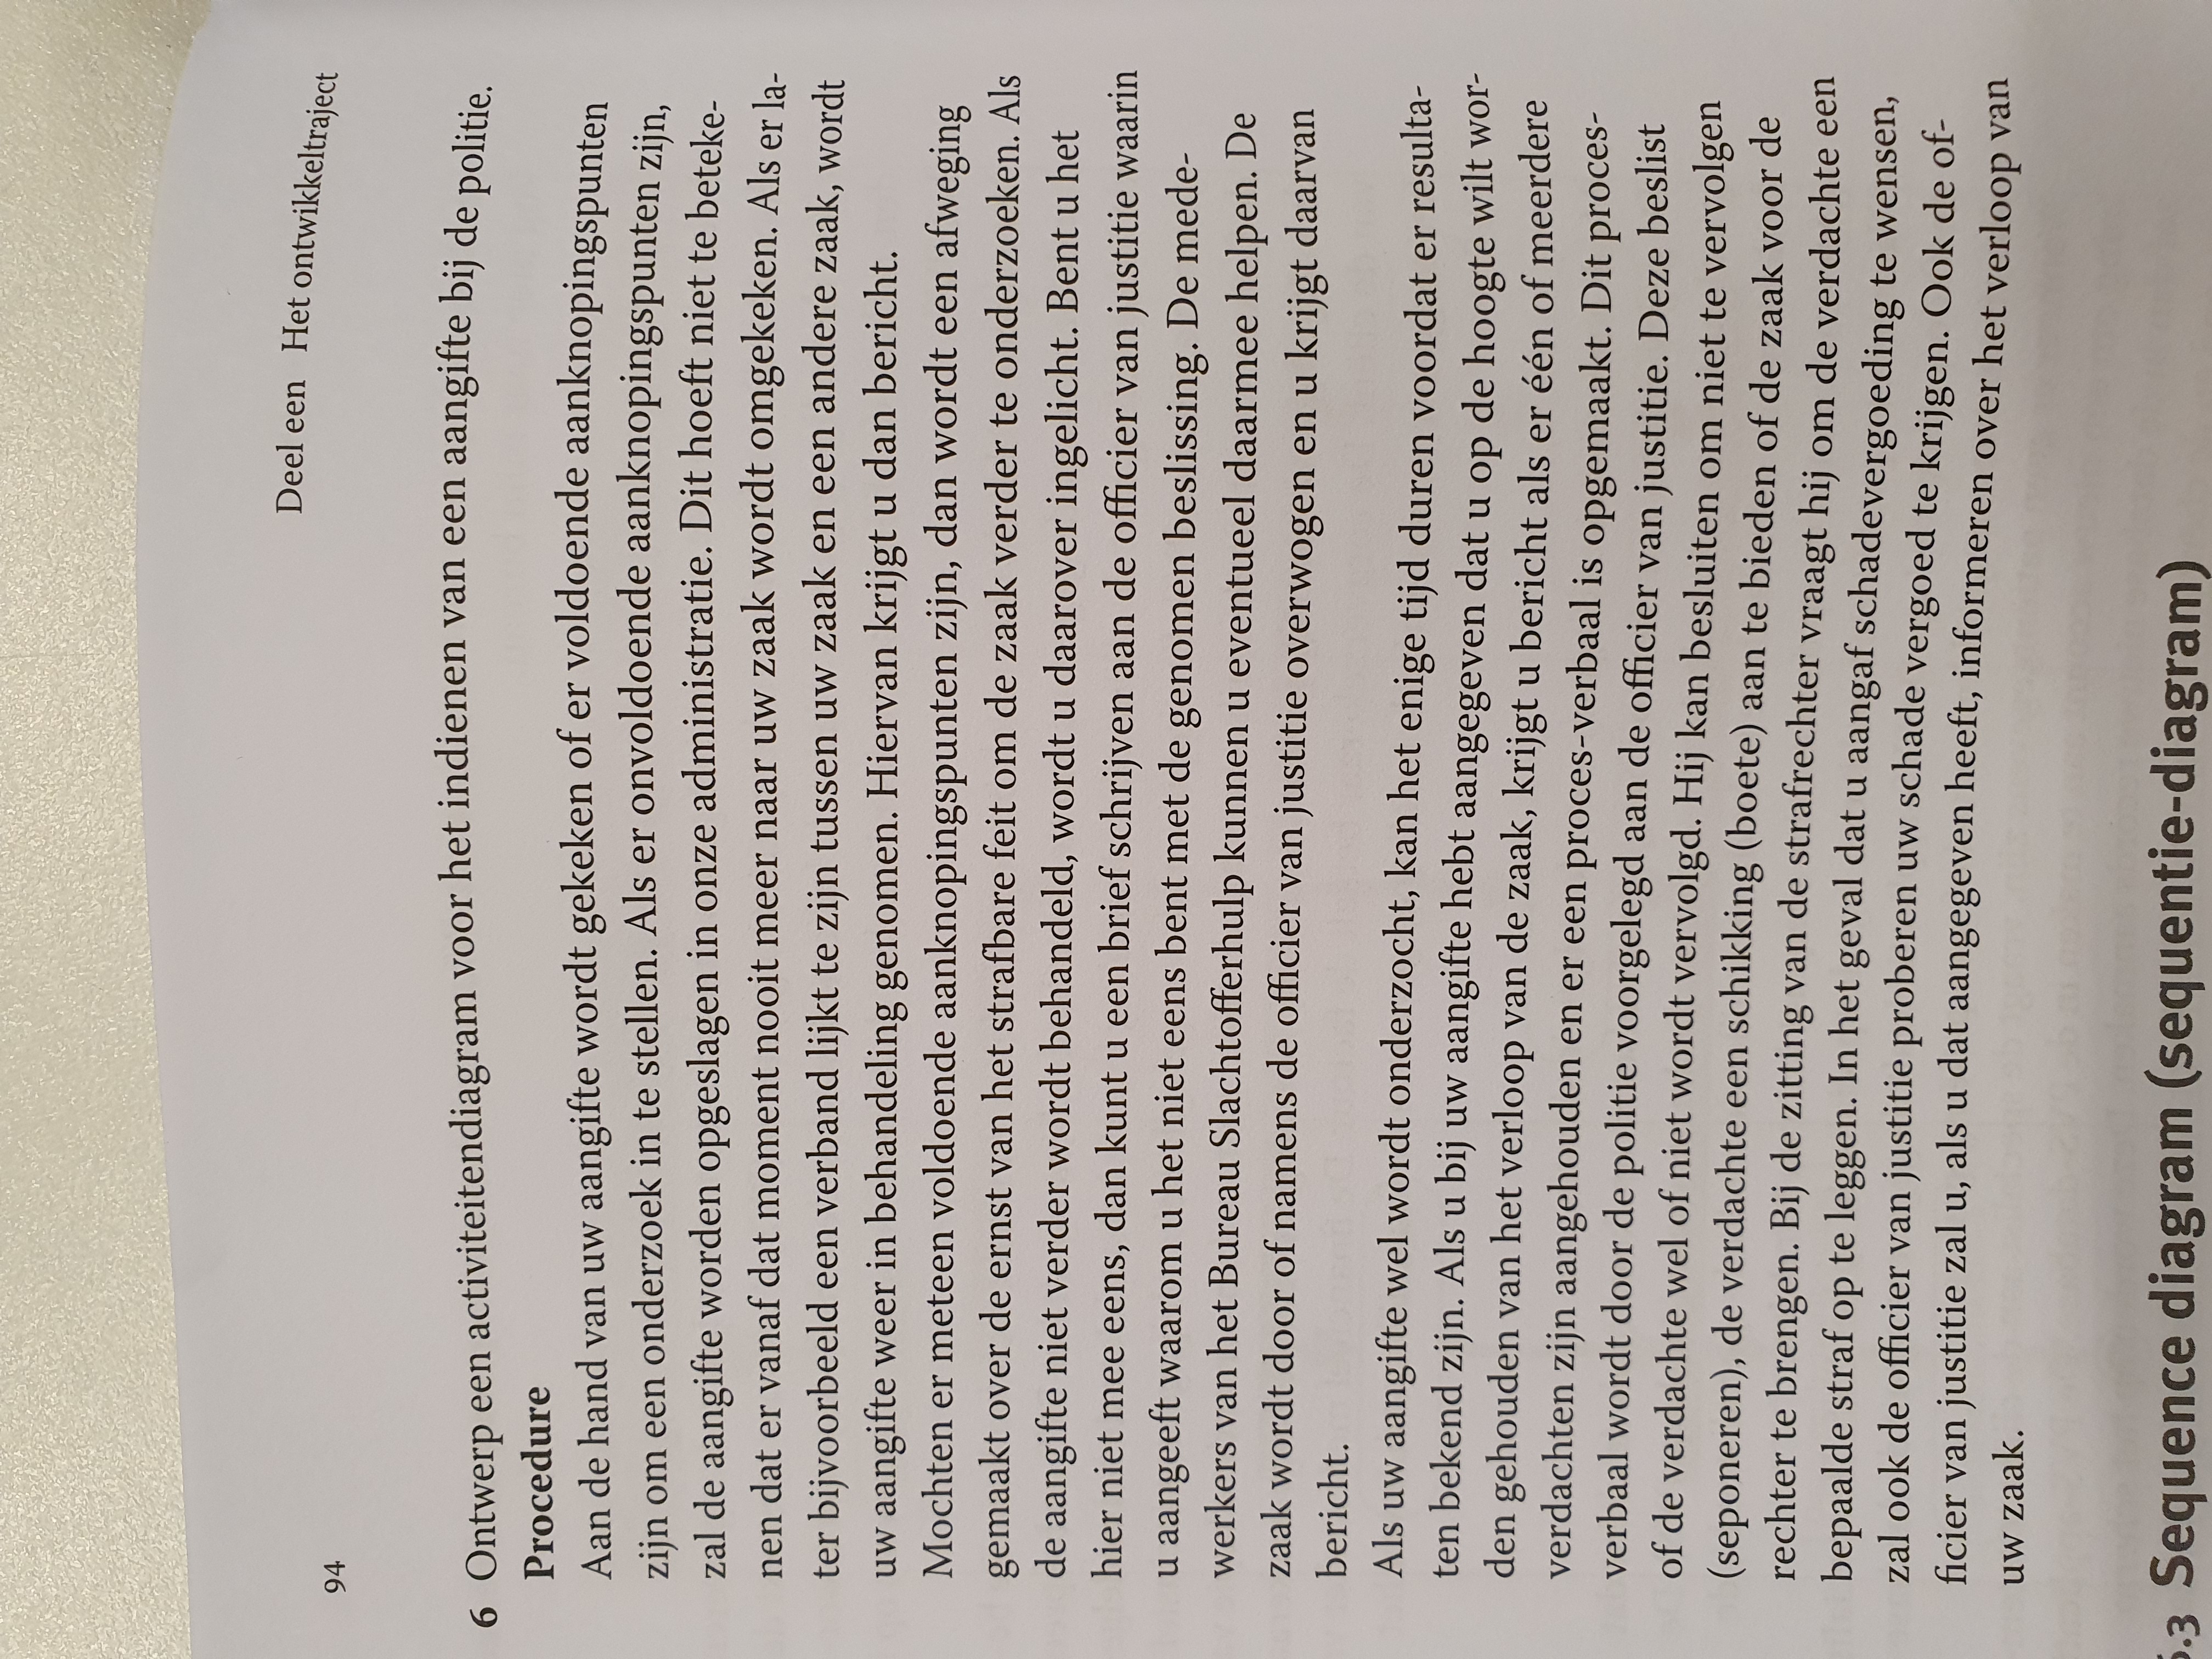 94
Deel een Het ontwikkeltraject
6 Ontwerp een activiteitendiagram voor het indienen van een aangifte bij de politie.
Procedure
Aan de hand van uw aangifte wordt gekeken of er voldoende aanknopingspunten
zijn om een onderzoek in te stellen. Als er onvoldoende aanknopingspunten zijn,
zal de aangifte worden opgeslagen in onze administratie. Dit hoeft niet te beteke-
nen dat er vanaf dat moment nooit meer naar uw zaak wordt omgekeken. Als er la-
ter bijvoorbeeld een verband lijkt te zijn tussen uw zaak en een andere zaak, wordt
uw aangifte weer in behandeling genomen. Hiervan krijgt u dan bericht.
Mochten er meteen voldoende aanknopingspunten zijn, dan wordt een afweging
gemaakt over de ernst van het strafbare feit om de zaak verder te onderzoeken. Als
de aangifte niet verder wordt behandeld, wordt u daarover ingelicht. Bent u het
hier niet mee eens, dan kunt u een brief schrijven aan de officier van justitie waarin
u aangeeft waarom u het niet eens bent met de genomen beslissing. De mede-
werkers van het Bureau Slachtofferhulp kunnen u eventueel daarmee helpen. De
zaak wordt door of namens de officier van justitie overwogen en u krijgt daarvan
bericht.
Als uw aangifte wel wordt onderzocht, kan het enige tijd duren voordat er resulta-
ten bekend zijn. Als u bij uw aangifte hebt aangegeven dat u op de hoogte wilt wor-
den gehouden van het verloop van de zaak, krijgt u bericht als er één of meerdere
verdachten zijn aangehouden en er een proces-verbaal is opgemaakt. Dit proces-
verbaal wordt door de politie voorgelegd aan de officier van justitie. Deze beslist
of de verdachte wel of niet wordt vervolgd. Hij kan besluiten om niet te vervolgen
(seponeren), de verdachte een schikking (boete) aan te bieden of de zaak voor de
rechter te brengen. Bij de zitting van de strafrechter vraagt hij om de verdachte een
bepaalde straf op te leggen. In het geval dat u aangaf schadevergoeding te wensen,
zal ook de officier van justitie proberen uw schade vergoed te krijgen. Ook de of-
ficier van justitie zal u, als u dat aangegeven heeft, informeren over het verloop van
uw zaak.
.3 Sequence diagram (sequentie-diagram)